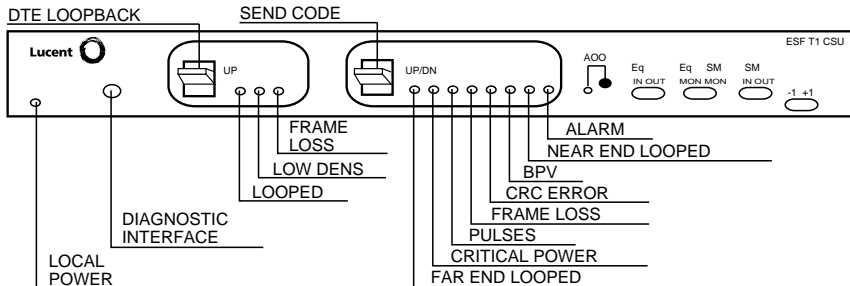 DTE LOOPBACK
SEND CODE
Lucent
UP
UP/DN
AOO
ESF T1 CSU
Eq
IN OUT
Eq SM
MON MON
SM
IN OUT
-1 +1
FRAME
LOSS
LOW DENS
LOOPED
DIAGNOSTIC
INTERFACE
LOCAL
POWER
ALARM
NEAR END LOOPED
BPV
CRC ERROR
FRAME LOSS
PULSES
CRITICAL POWER
FAR END LOOPED